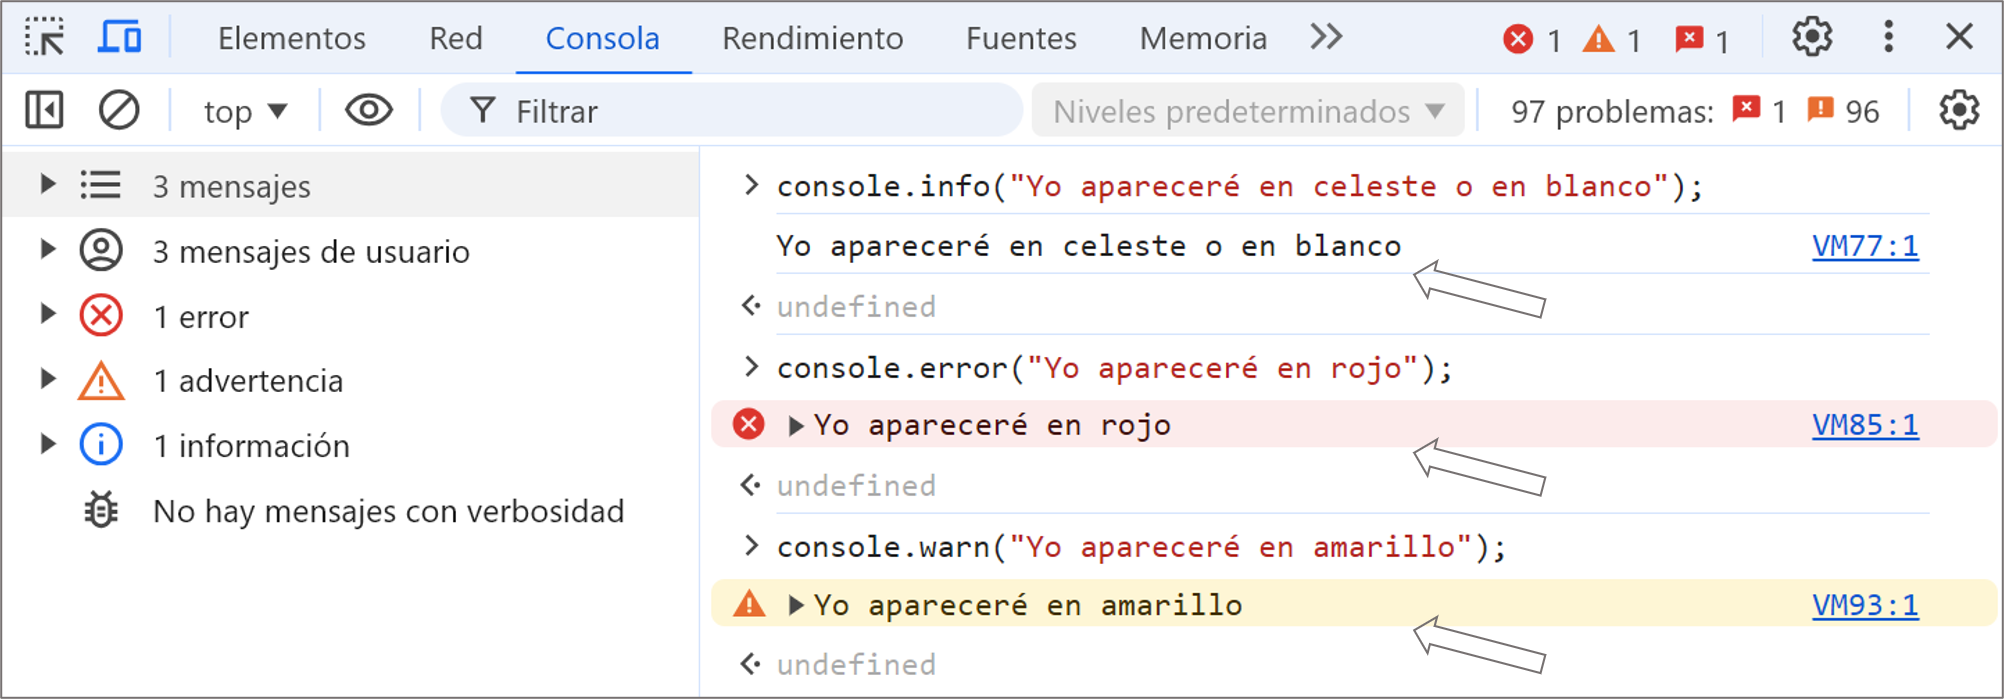 Elementos Red Consola Rendimiento Fuentes Memoria 1 1 1
top Filtrar Niveles predeterminados 97 problemas: 1 96
3 mensajes
3 mensajes de usuario
1 error
1 advertencia
1 información
No hay mensajes con verbosidad
> console.info("Yo apareceré en celeste o en blanco");
Yo apareceré en celeste o en blanco VM77:1
undefined
> console.error("Yo apareceré en rojo");
Yo apareceré en rojo VM85:1
undefined
> console.warn("Yo apareceré en amarillo");
Yo apareceré en amarillo VM93:1
undefined